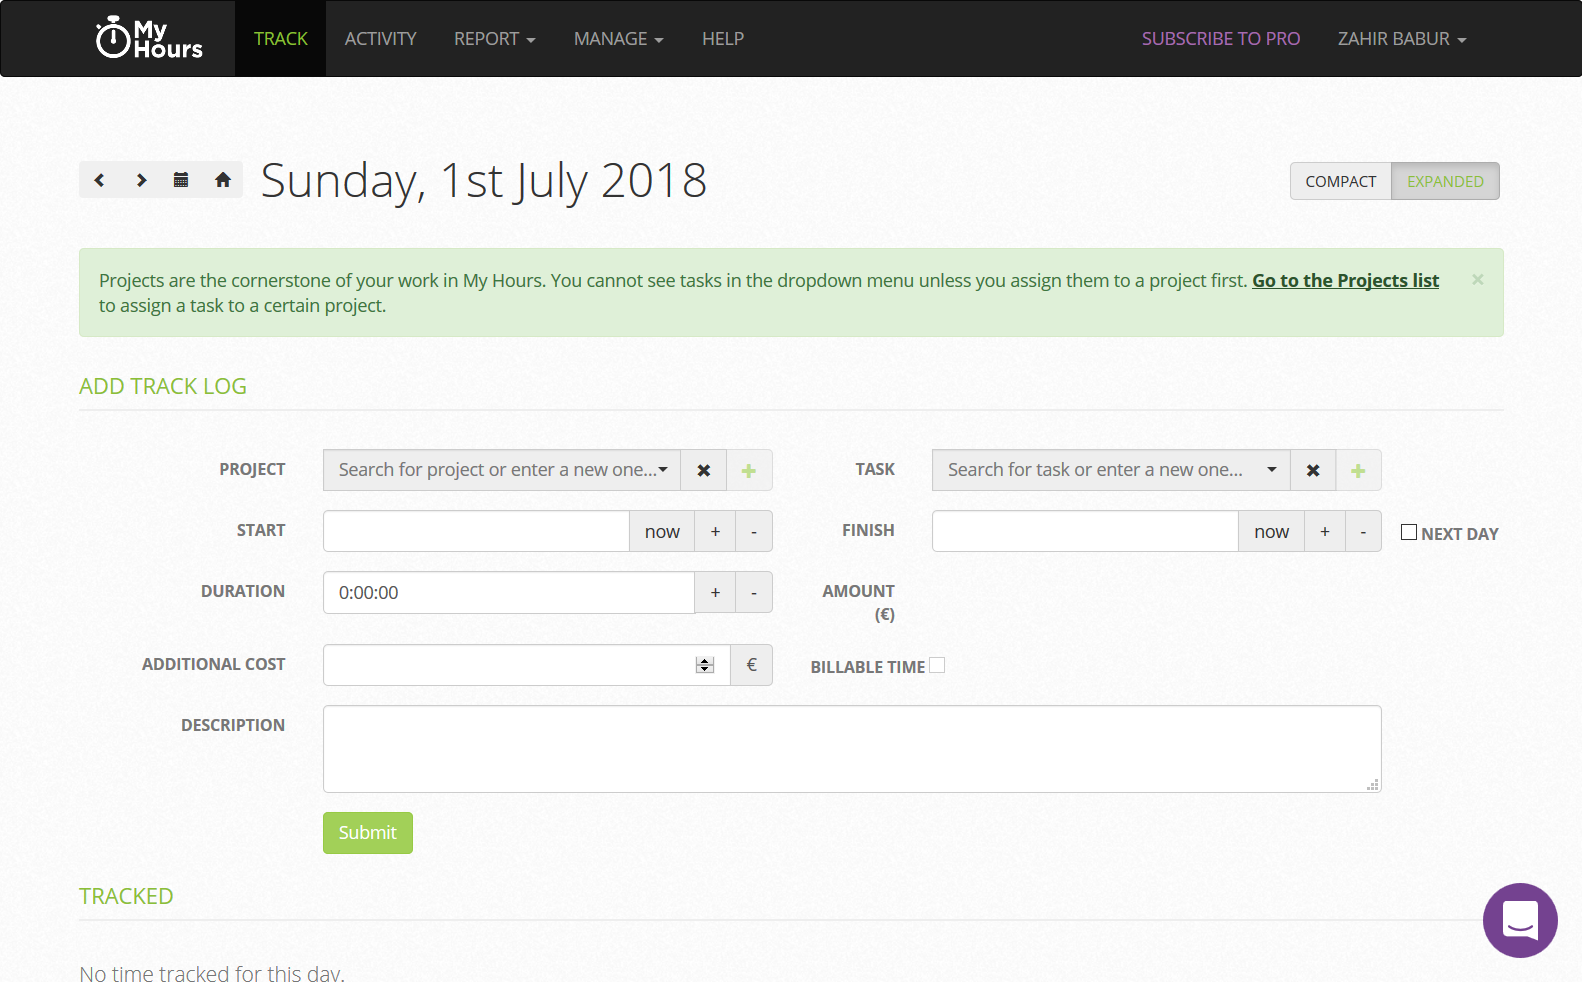 My Hours
TRACK ACTIVITY REPORT MANAGE HELP SUBSCRIBE TO PRO ZAHIR BABUR
Sunday, 1st July 2018
COMPACT EXPANDED
Projects are the cornerstone of your work in My Hours. You cannot see tasks in the dropdown menu unless you assign them to a project first. Go to the Projects list ×
to assign a task to a certain project.
ADD TRACK LOG
PROJECT Search for project or enter a new one... TASK Search for task or enter a new one...
START now + - FINISH now + - NEXT DAY
DURATION 0:00:00 + - AMOUNT
(€)
ADDITIONAL COST € BILLABLE TIME
DESCRIPTION
Submit
TRACKED
No time tracked for this day.